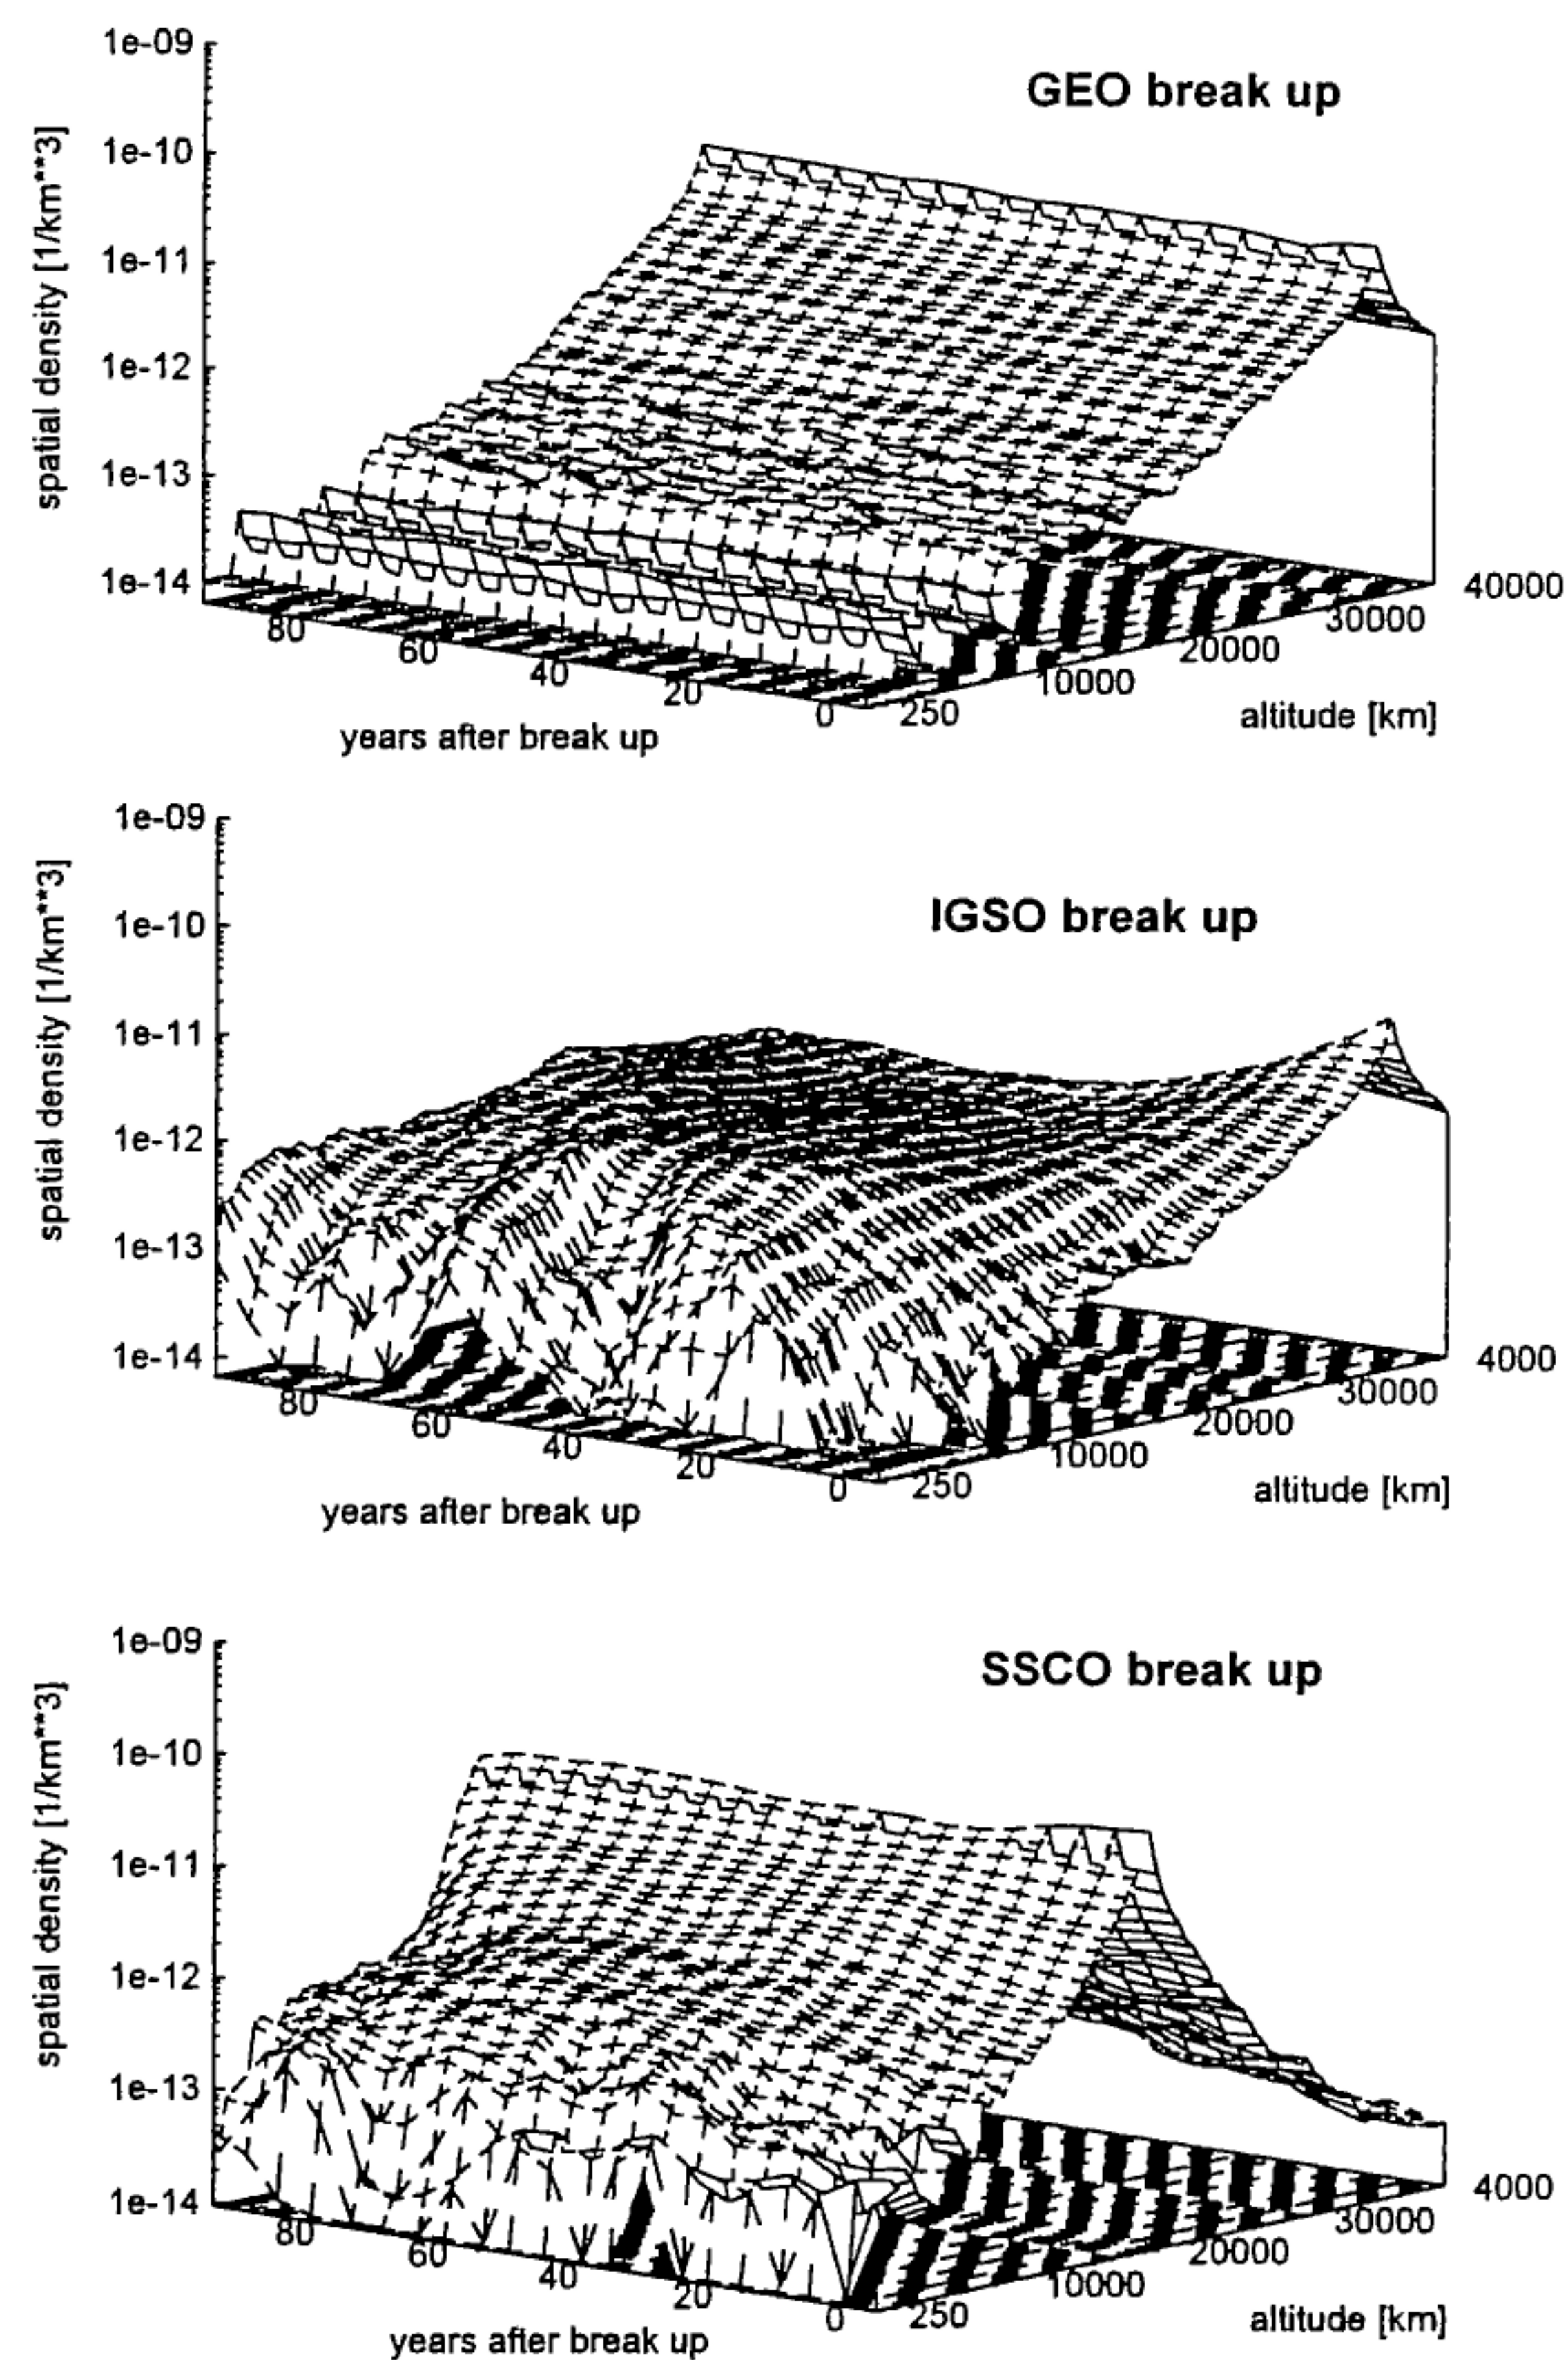 GEO break up
spatial density [1/km**3]
1e-09
1e-10
1e-11
1e-12
1e-13
1e-14
80
60
40
20
0
years after break up
250
10000
20000
30000
40000
altitude [km]
IGSO break up
spatial density [1/km**3]
1e-09
1e-10
1e-11
1e-12
1e-13
1e-14
80
60
40
20
0
years after break up
250
10000
20000
30000
4000
altitude [km]
SSCO break up
spatial density [1/km**3]
1e-09
1e-10
1e-11
1e-12
1e-13
1e-14
80
60
40
20
0
years after break up
250
10000
20000
30000
4000
altitude [km]